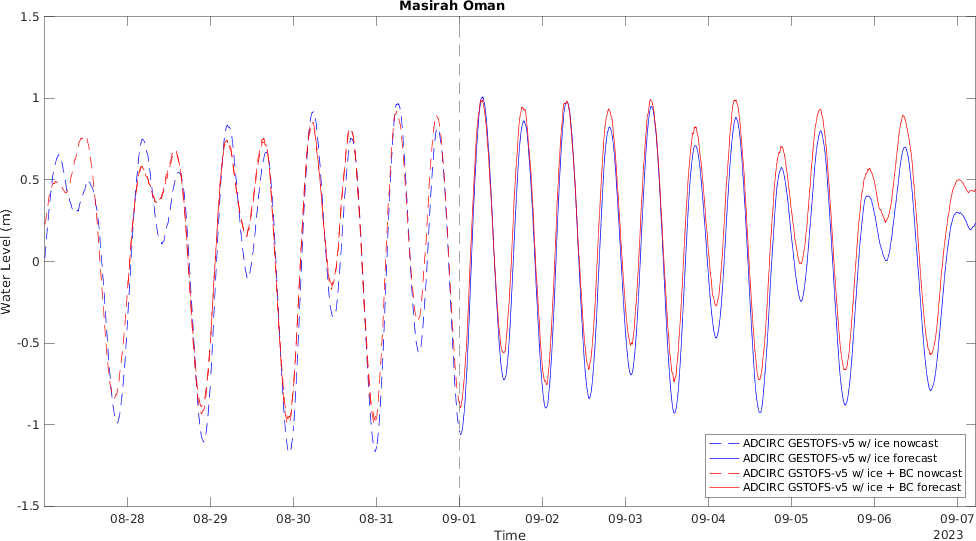 Masirah Oman
1.5
1
0.5
0
-0.5
-1
-1.5
Water Level (m)
08-28 08-29 08-30 08-31 09-01 09-02 09-03 09-04 09-05 09-06 09-07
Time
2023
ADCIRC GESTOFS-v5 w/ ice nowcast
ADCIRC GESTOFS-v5 w/ ice forecast
ADCIRC GSTOFS-v5 w/ ice + BC nowcast
ADCIRC GSTOFS-v5 w/ ice + BC forecast